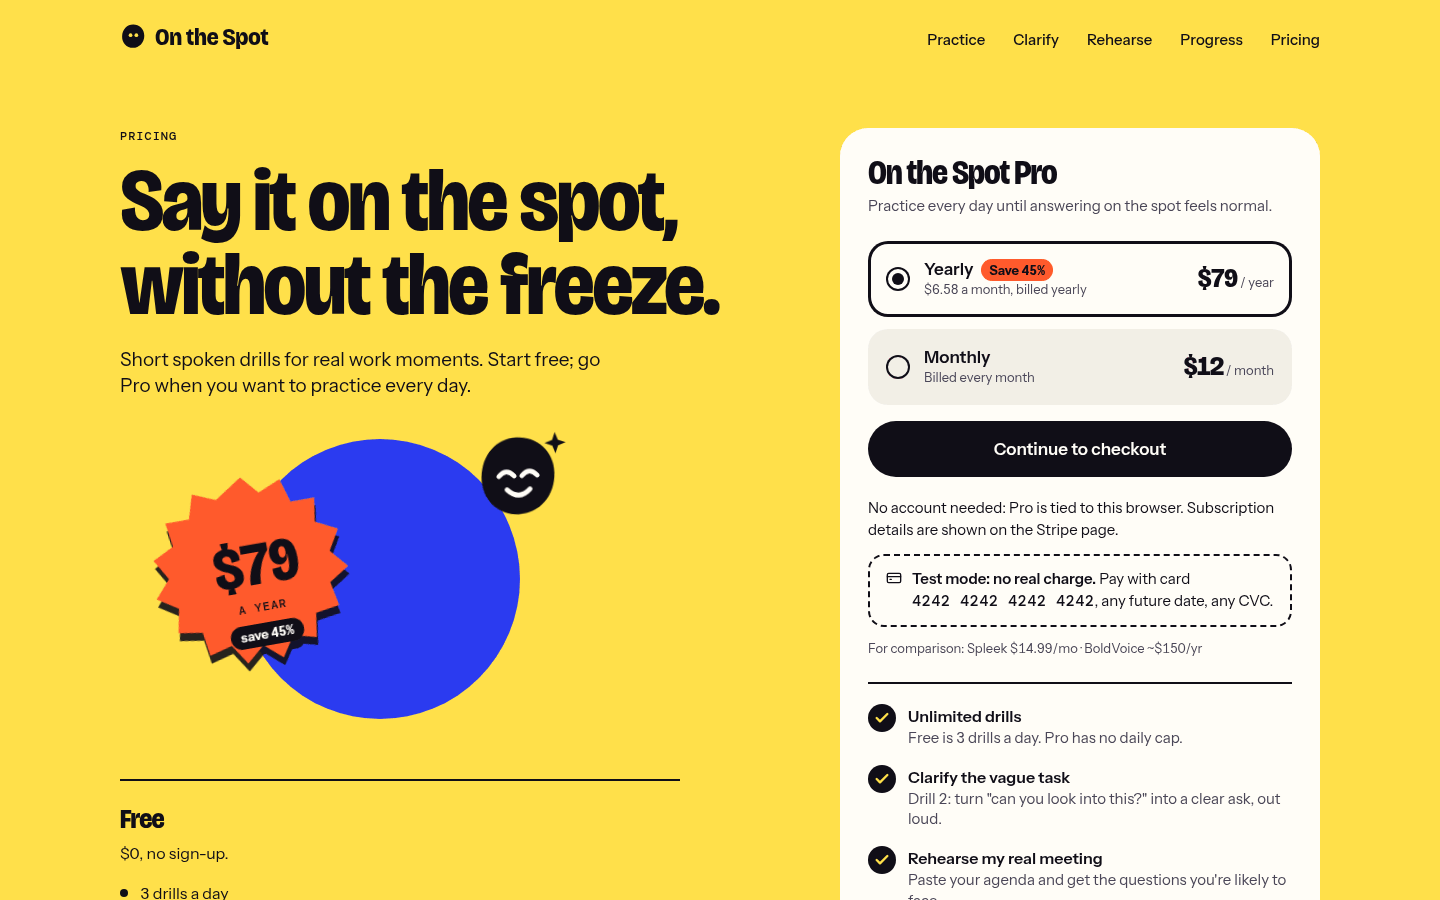 On the Spot
Practice Clarify Rehearse Progress Pricing
PRICING
Say it on the spot,
without the freeze.
Short spoken drills for real work moments. Start free; go
Pro when you want to practice every day.
$79
A YEAR
save 45%
Free
$0, no sign-up.
3 drills a day
On the Spot Pro
Practice every day until answering on the spot feels normal.
Yearly Save 45%
$6.58 a month, billed yearly
$79 / year
Monthly
Billed every month
$12 / month
Continue to checkout
No account needed: Pro is tied to this browser. Subscription
details are shown on the Stripe page.
Test mode: no real charge. Pay with card
4242 4242 4242 4242, any future date, any CVC.
For comparison: Spleek $14.99/mo · BoldVoice ~$150/yr
Unlimited drills
Free is 3 drills a day. Pro has no daily cap.
Clarify the vague task
Drill 2: turn "can you look into this?" into a clear ask, out
loud.
Rehearse my real meeting
Paste your agenda and get the questions you're likely to